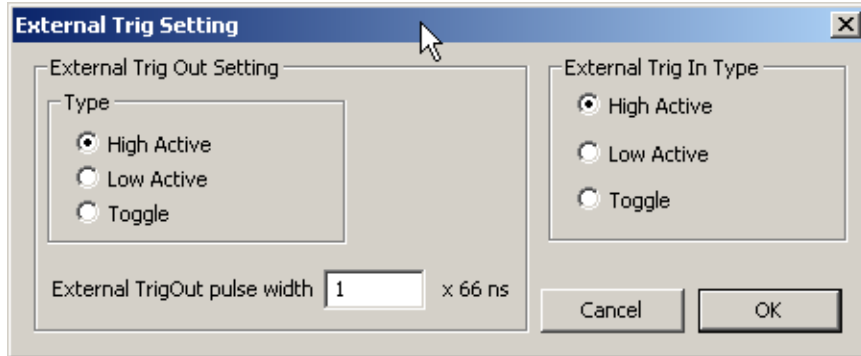 External Trig Setting
External Trig Out Setting
Type
High Active
Low Active
Toggle
External TrigOut pulse width 1 x 66 ns
External Trig In Type
High Active
Low Active
Toggle
Cancel OK